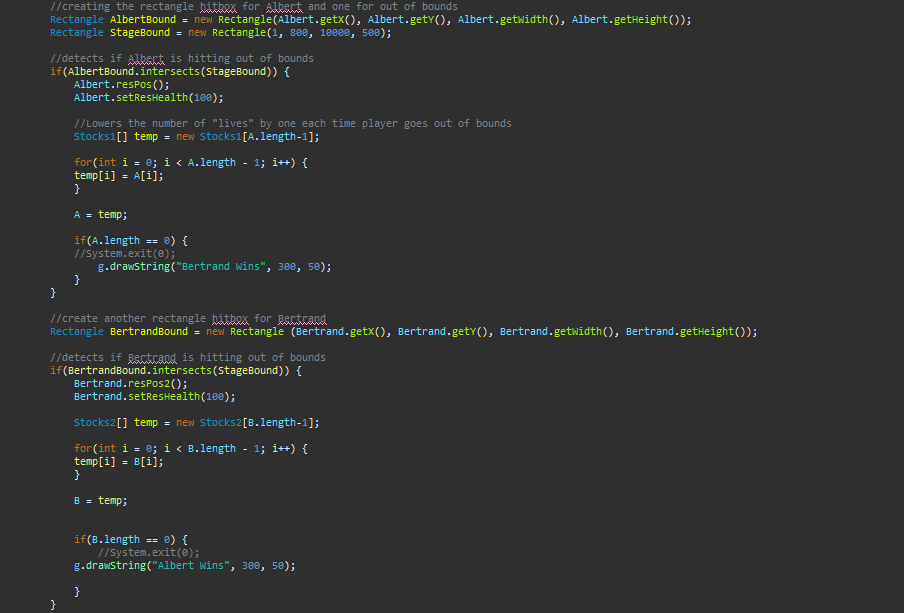 //creating the rectangle hitbox for Albert and one for out of bounds
Rectangle AlbertBound = new Rectangle(Albert.getX(), Albert.getY(), Albert.getWidth(), Albert.getHeight());
Rectangle StageBound = new Rectangle(1, 800, 10000, 500);
//detects if Albert is hitting out of bounds
if(AlbertBound.intersects(StageBound)) {
Albert.resPos();
Albert.setResHealth(100);
//Lowers the number of "lives" by one each time player goes out of bounds
Stocks1[] temp = new Stocks1[A.length-1];
for(int i = 0; i < A.length - 1; i++) {
temp[i] = A[i];
}
A = temp;
if(A.length == 0) {
//System.exit(0);
g.drawString("Bertrand Wins", 300, 50);
}
}
//create another rectangle hitbox for Bertrand
Rectangle BertrandBound = new Rectangle (Bertrand.getX(), Bertrand.getY(), Bertrand.getWidth(), Bertrand.getHeight());
//detects if Bertrand is hitting out of bounds
if(BertrandBound.intersects(StageBound)) {
Bertrand.resPos2();
Bertrand.setResHealth(100);
Stocks2[] temp = new Stocks2[B.length-1];
for(int i = 0; i < B.length - 1; i++) {
temp[i] = B[i];
}
B = temp;
if(B.length == 0) {
//System.exit(0);
g.drawString("Albert Wins", 300, 50);
}
}